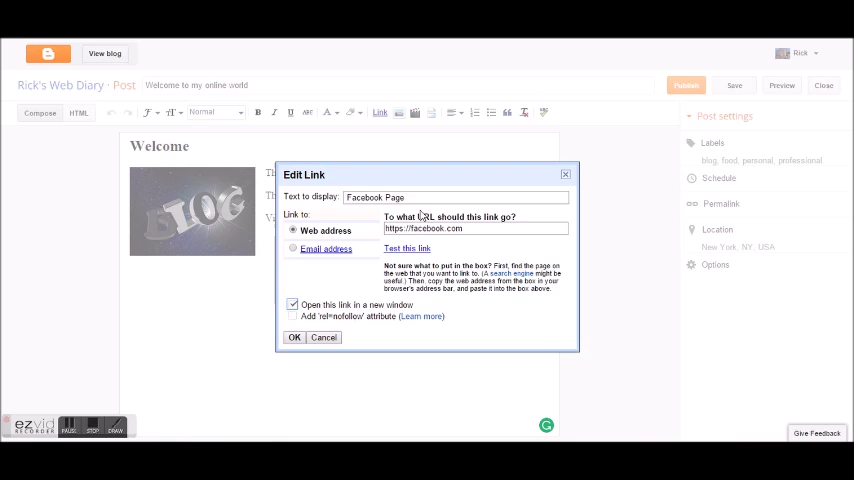 View blog
Rick
Rick's Web Diary · Post
Welcome to my online world
Publish
Save
Preview
Close
Compose
HTML
Normal
B I U ABC A Link
Post settings
Labels
blog, food, personal, professional
Schedule
Permalink
Location
New York, NY, USA
Options
Welcome
BLOG
Edit Link
Text to display: Facebook Page
Link to:
To what URL should this link go?
Web address
https://facebook.com
Email address
Test this link
Not sure what to put in the box? First, find the page on
the web that you want to link to. (A search engine might be
useful.) Then, copy the web address from the box in your
browser's address bar, and paste it into the box above.
Open this link in a new window
Add 'rel=nofollow' attribute (Learn more)
OK
Cancel
ezvid
RECORDER
PAUSE
STOP
DRAW
G
Give Feedback